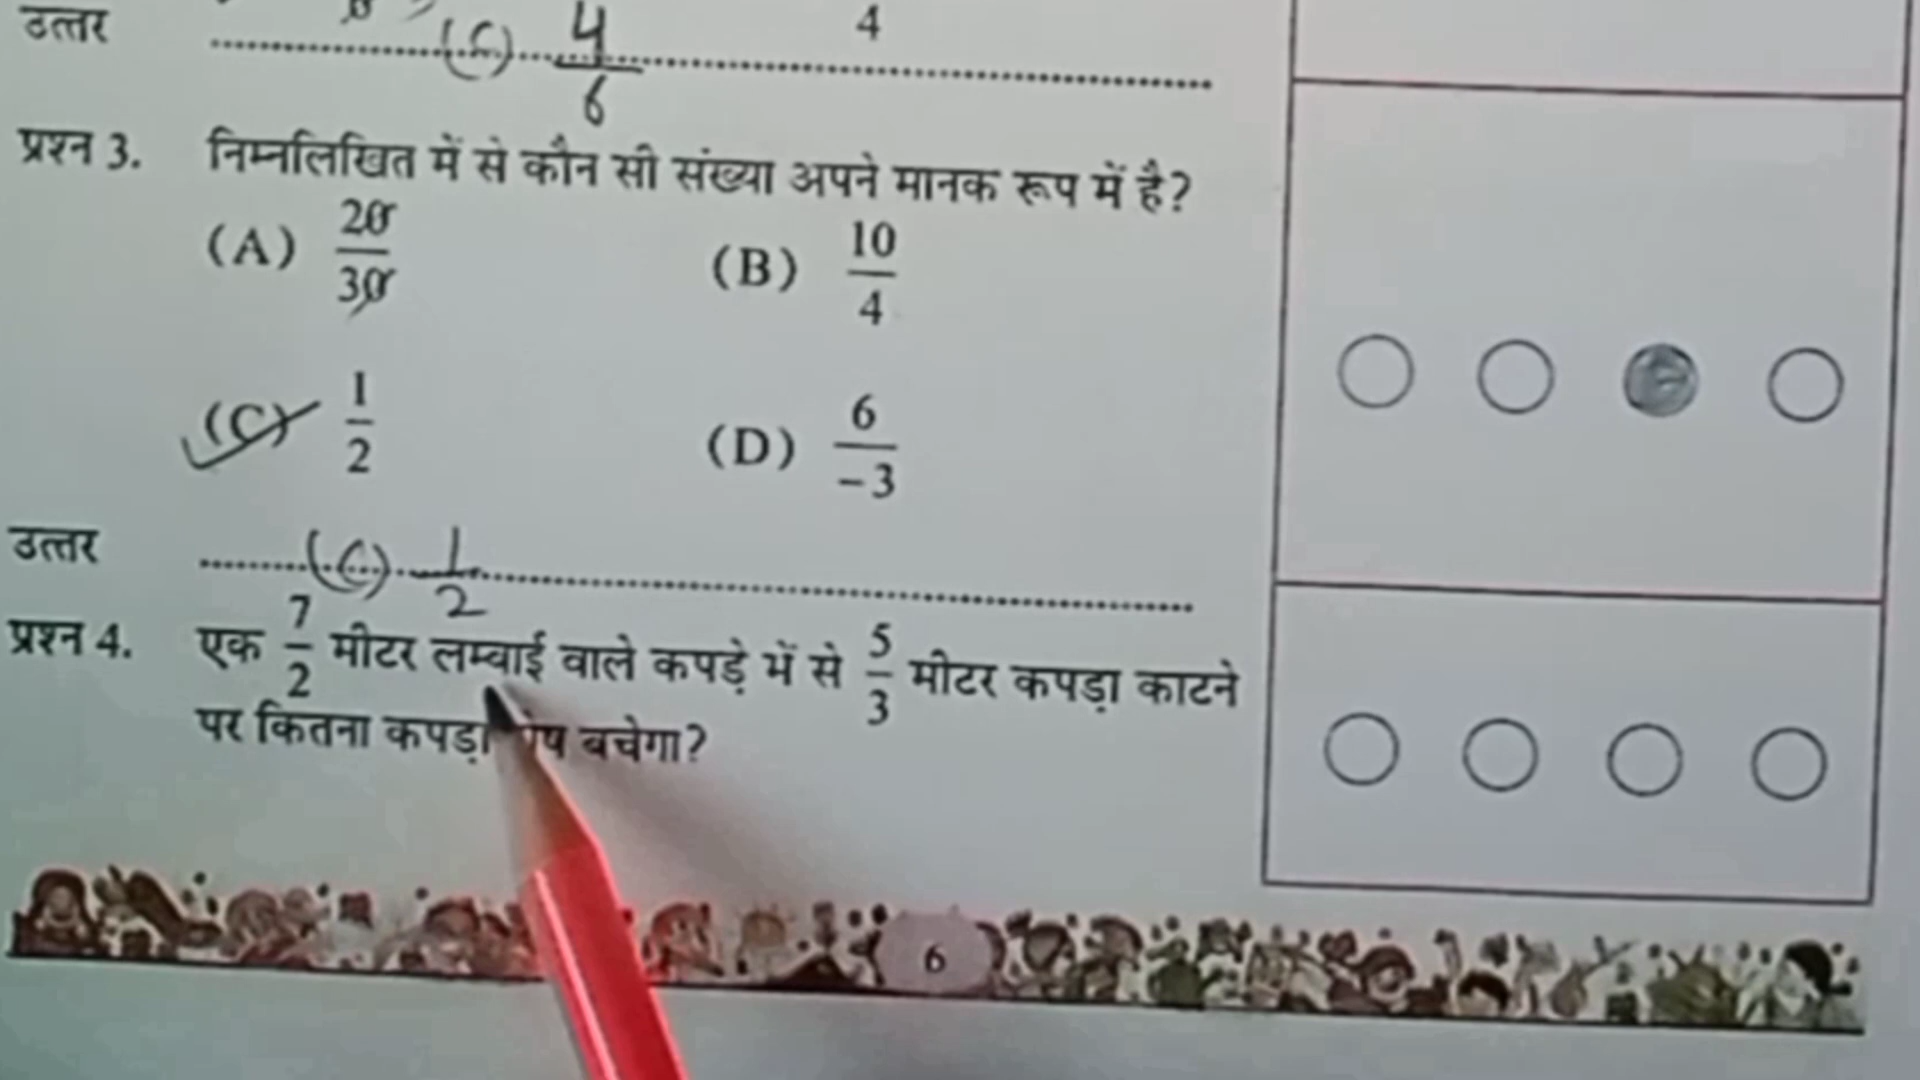 उत्तर (C) 4/6 4
प्रश्न 3. निम्नलिखित में से कौन सी संख्या अपने मानक रूप में है?
(A) 20/30 (B) 10/4
(C) 1/2 (D) 6/-3
उत्तर (C) 1/2
प्रश्न 4. एक 7/2 मीटर लम्बाई वाले कपड़े में से 5/3 मीटर कपड़ा काटने
पर कितना कपड़ा बचेगा?
6